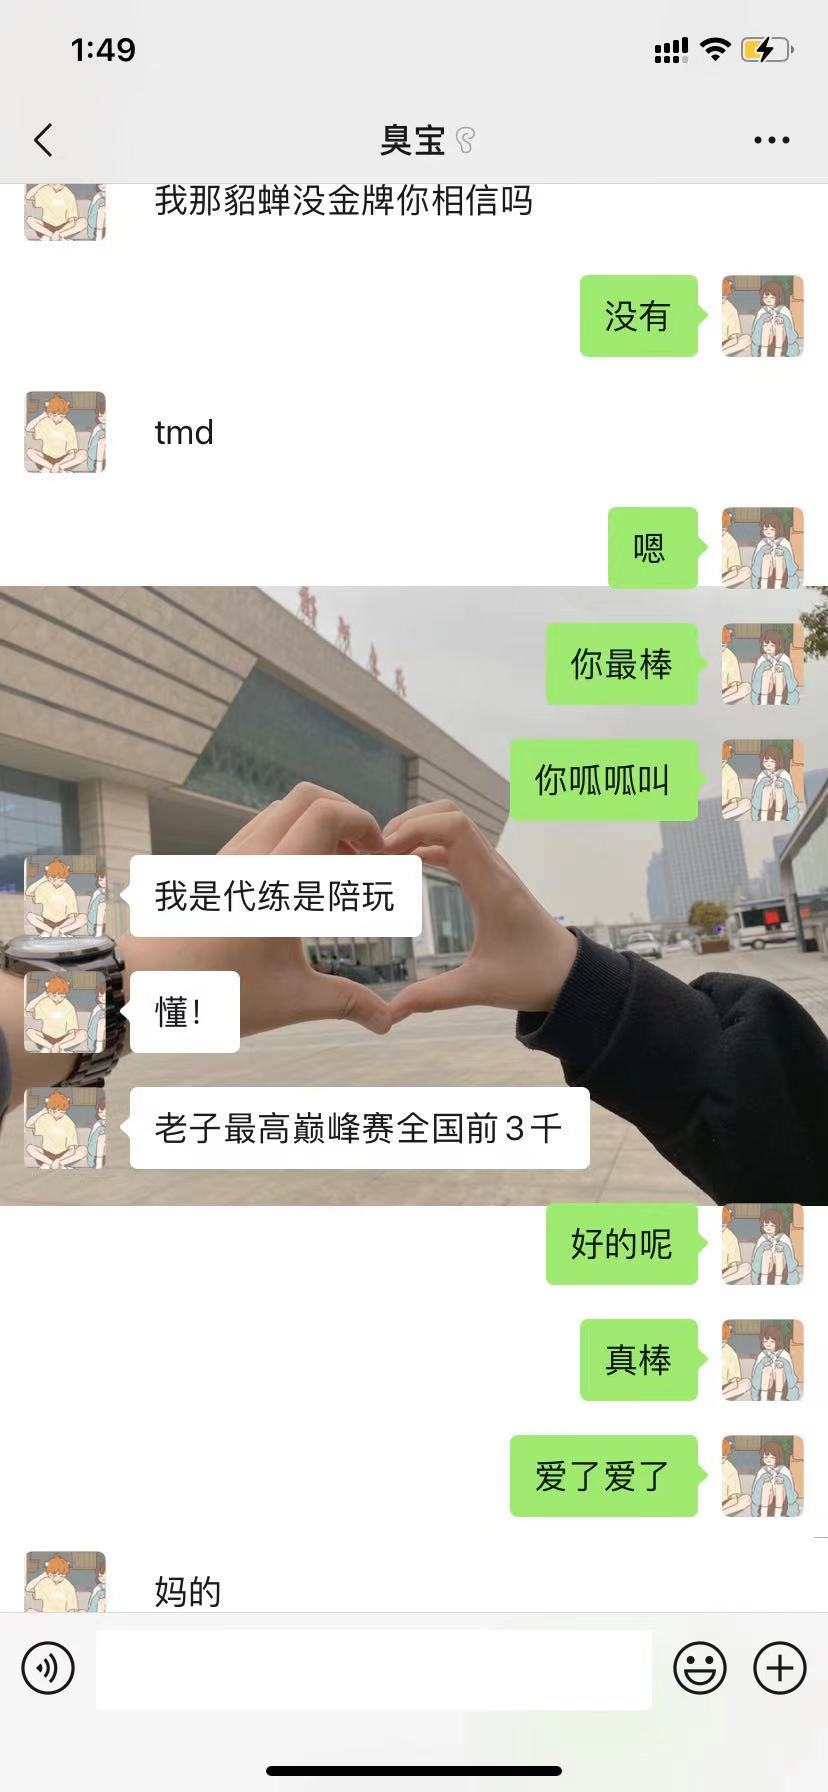 1:49
臭宝
我那貂蝉没金牌你相信吗
没有
tmd
嗯
你最棒
你呱呱叫
我是代练是陪玩
懂！
老子最高巅峰赛全国前3千
好的呢
真棒
爱了爱了
妈的